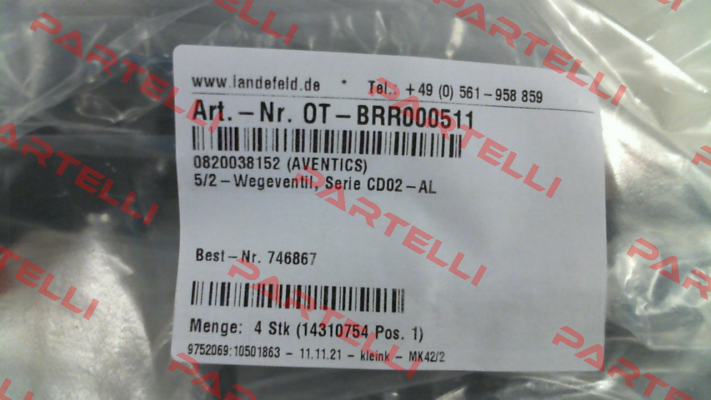 www.landefeld.de * Tel.: +49 (0) 561-958 859
Art.-Nr. OT-BRR000511
0820038152 (AVENTICS)
5/2-Wegeventil, Serie CD02-AL
Best-Nr. 746867
Menge: 4 Stk (14310754 Pos. 1)
9752069:10501863 - 11.11.21 - kleink - MK42/2
PARTELLI
PARTELLI
PARTELLI
PARTELLI
PARTELLI
PARTELLI
PARTELLI